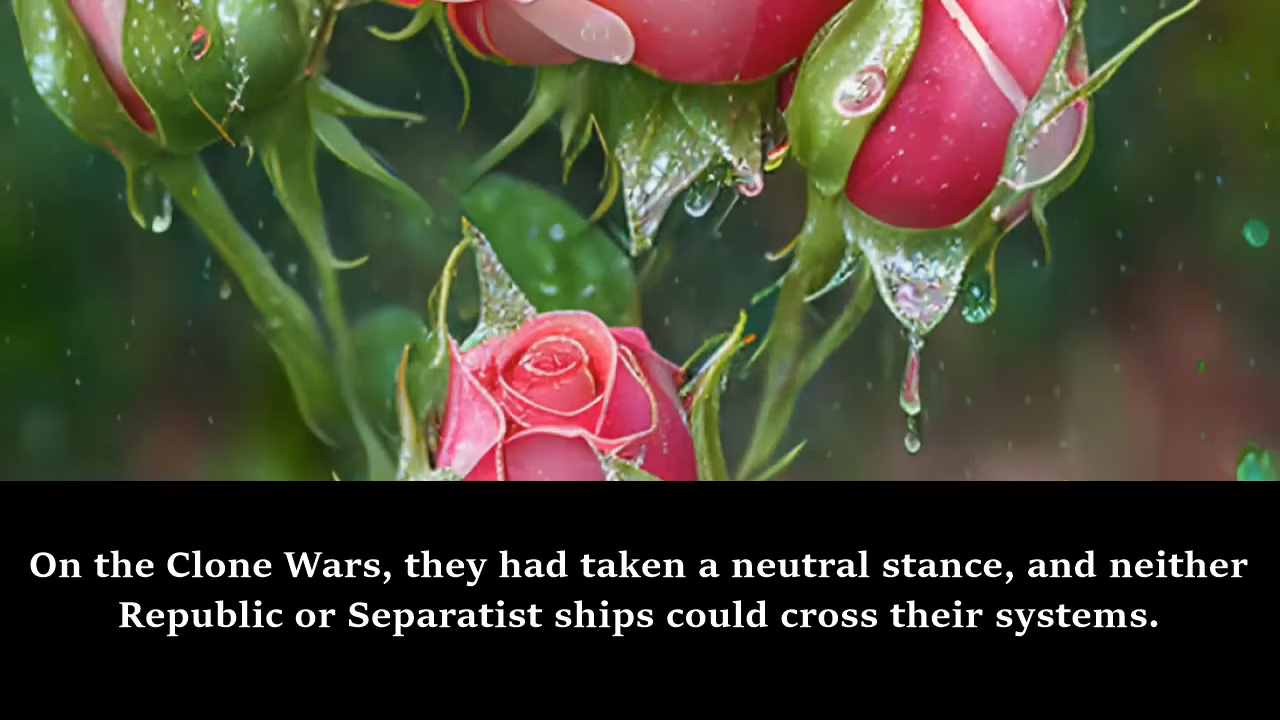 On the Clone Wars, they had taken a neutral stance, and neither
Republic or Separatist ships could cross their systems.